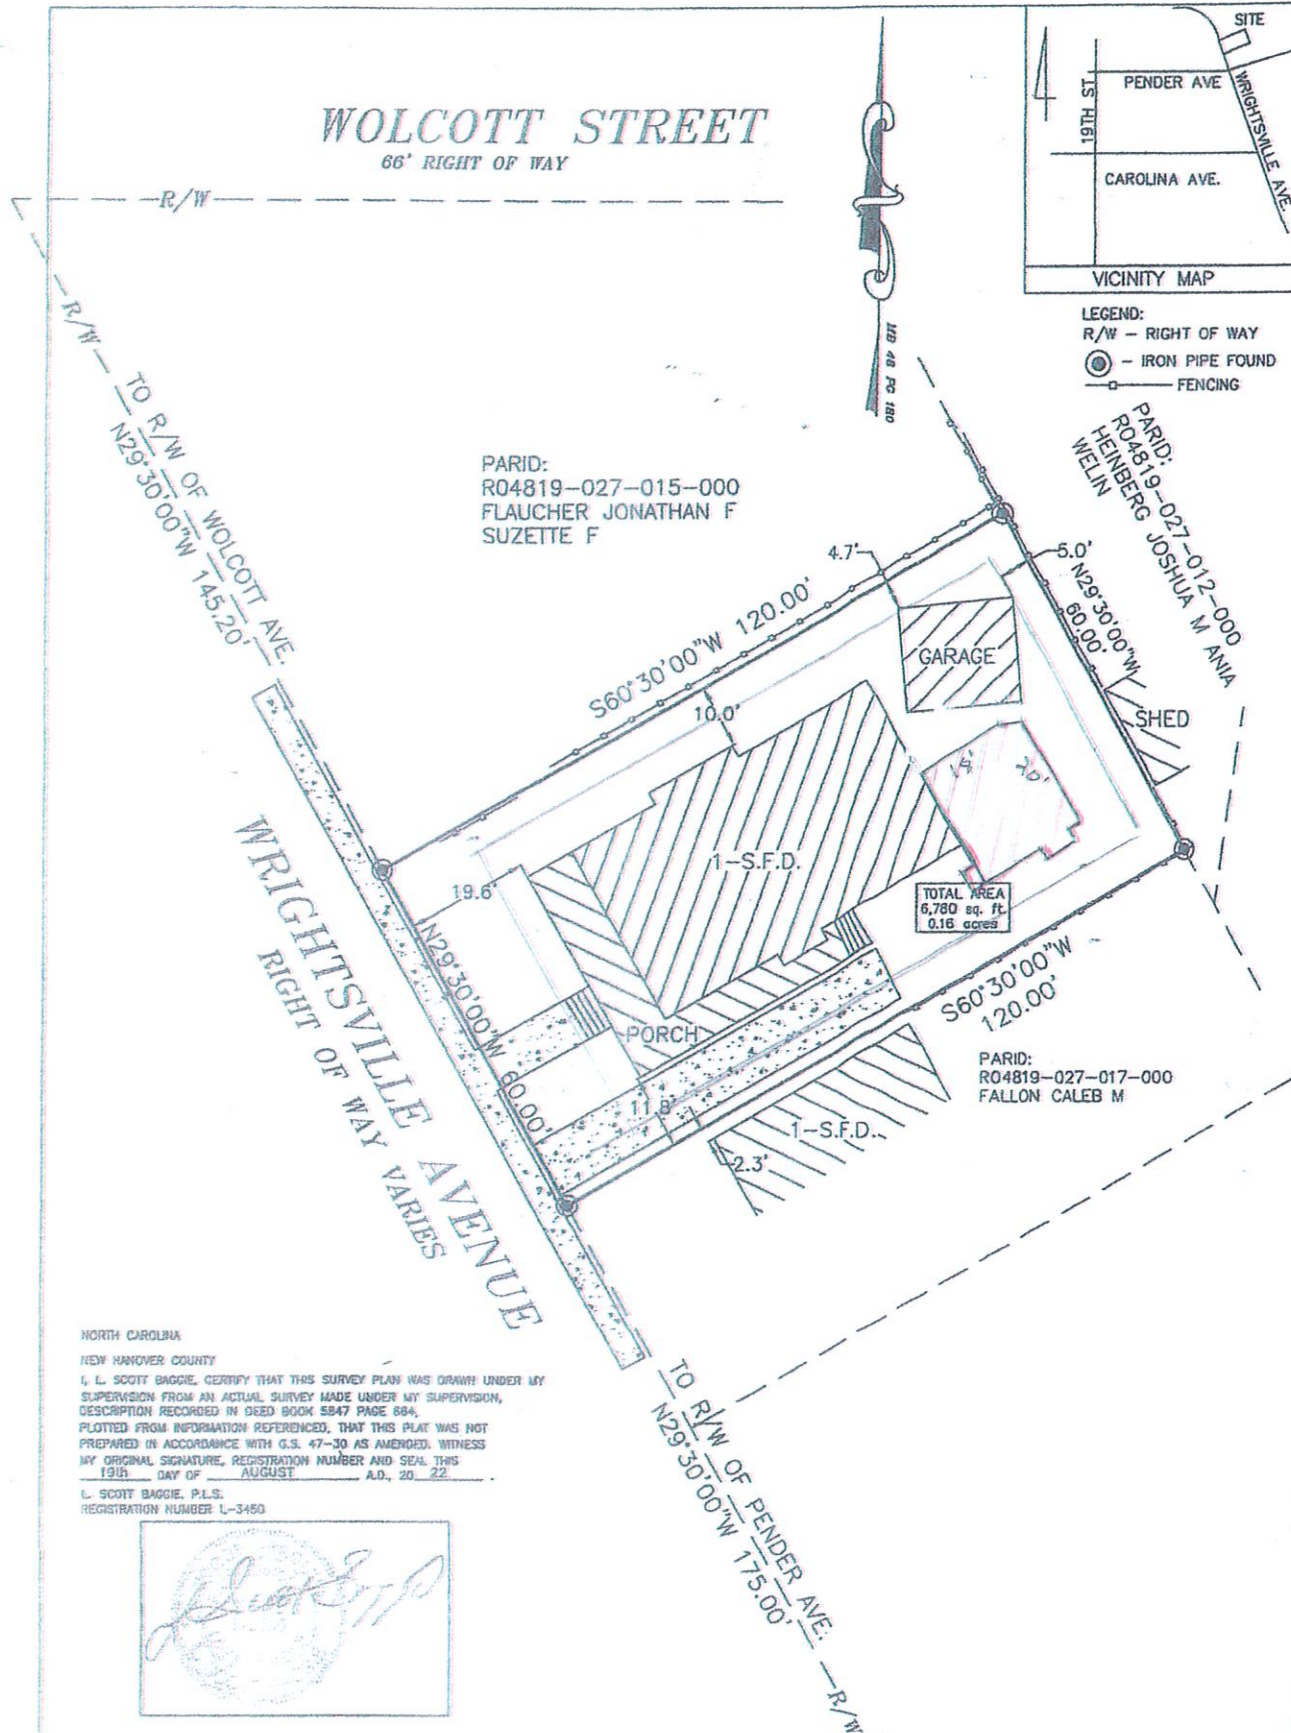 WOLCOTT STREET
66' RIGHT OF WAY
R/W
R/W
SITE
PENDER AVE
19TH ST.
WRIGHTSVILLE AVE.
CAROLINA AVE.
VICINITY MAP
LEGEND:
R/W – RIGHT OF WAY
– IRON PIPE FOUND
FENCING
MB 48 PG 180
TO R/W OF WOLCOTT AVE.
N29°30'00"W 145.20'
PARID:
R04819-027-015-000
FLAUCHER JONATHAN F
SUZETTE F
PARID:
R04819-027-012-000
HEINBERG JOSHUA M ANIA
WELIN
4.7'
5.0'
S60°30'00"W 120.00'
N29°30'00"W
60.00'
GARAGE
10.0'
SHED
1-S.F.D.
19.6'
TOTAL AREA
6,780 sq. ft.
0.16 acres
N29°30'00"W 60.00'
PORCH
S60°30'00"W
120.00'
11.8'
1-S.F.D.
2.3'
PARID:
R04819-027-017-000
FALLON CALEB M
WRIGHTSVILLE AVENUE
RIGHT OF WAY VARIES
TO R/W OF PENDER AVE.
N29°30'00"W 175.00'
R/W
NORTH CAROLINA
NEW HANOVER COUNTY
I, L. SCOTT BAGGIE, CERTIFY THAT THIS SURVEY PLAN WAS DRAWN UNDER MY
SUPERVISION FROM AN ACTUAL SURVEY MADE UNDER MY SUPERVISION,
DESCRIPTION RECORDED IN DEED BOOK 5847 PAGE 684,
PLOTTED FROM INFORMATION REFERENCED, THAT THIS PLAT WAS NOT
PREPARED IN ACCORDANCE WITH G.S. 47-30 AS AMENDED. WITNESS
MY ORIGINAL SIGNATURE, REGISTRATION NUMBER AND SEAL THIS
19th DAY OF AUGUST A.D., 20 22 .
L. SCOTT BAGGIE, P.L.S.
REGISTRATION NUMBER L-3450